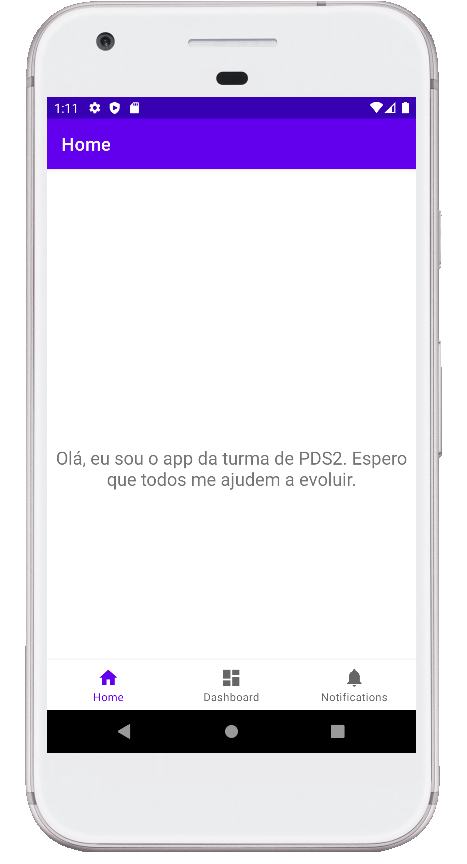 1:11
Home
Olá, eu sou o app da turma de PDS2. Espero
que todos me ajudem a evoluir.
Home Dashboard Notifications